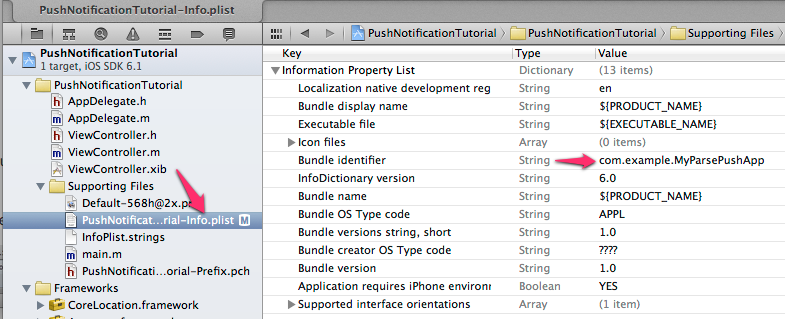 PushNotificationTutorial-Info.plist
PushNotificationTutorial
1 target, iOS SDK 6.1
PushNotificationTutorial
AppDelegate.h
AppDelegate.m
ViewController.h
ViewController.m
ViewController.xib
Supporting Files
Default-568h@2x.p
PushNotificat...rial-Info.plist M
InfoPlist.strings
main.m
PushNotificati...orial-Prefix.pch
Frameworks
CoreLocation.framework
PushNotificationTutorial PushNotificationTutorial Supporting Files
Key Type Value
Information Property List Dictionary (13 items)
Localization native development reg String en
Bundle display name String ${PRODUCT_NAME}
Executable file String ${EXECUTABLE_NAME}
Icon files Array (0 items)
Bundle identifier String com.example.MyParsePushApp
InfoDictionary version String 6.0
Bundle name String ${PRODUCT_NAME}
Bundle OS Type code String APPL
Bundle versions string, short String 1.0
Bundle creator OS Type code String ????
Bundle version String 1.0
Application requires iPhone environm Boolean YES
Supported interface orientations Array (1 item)